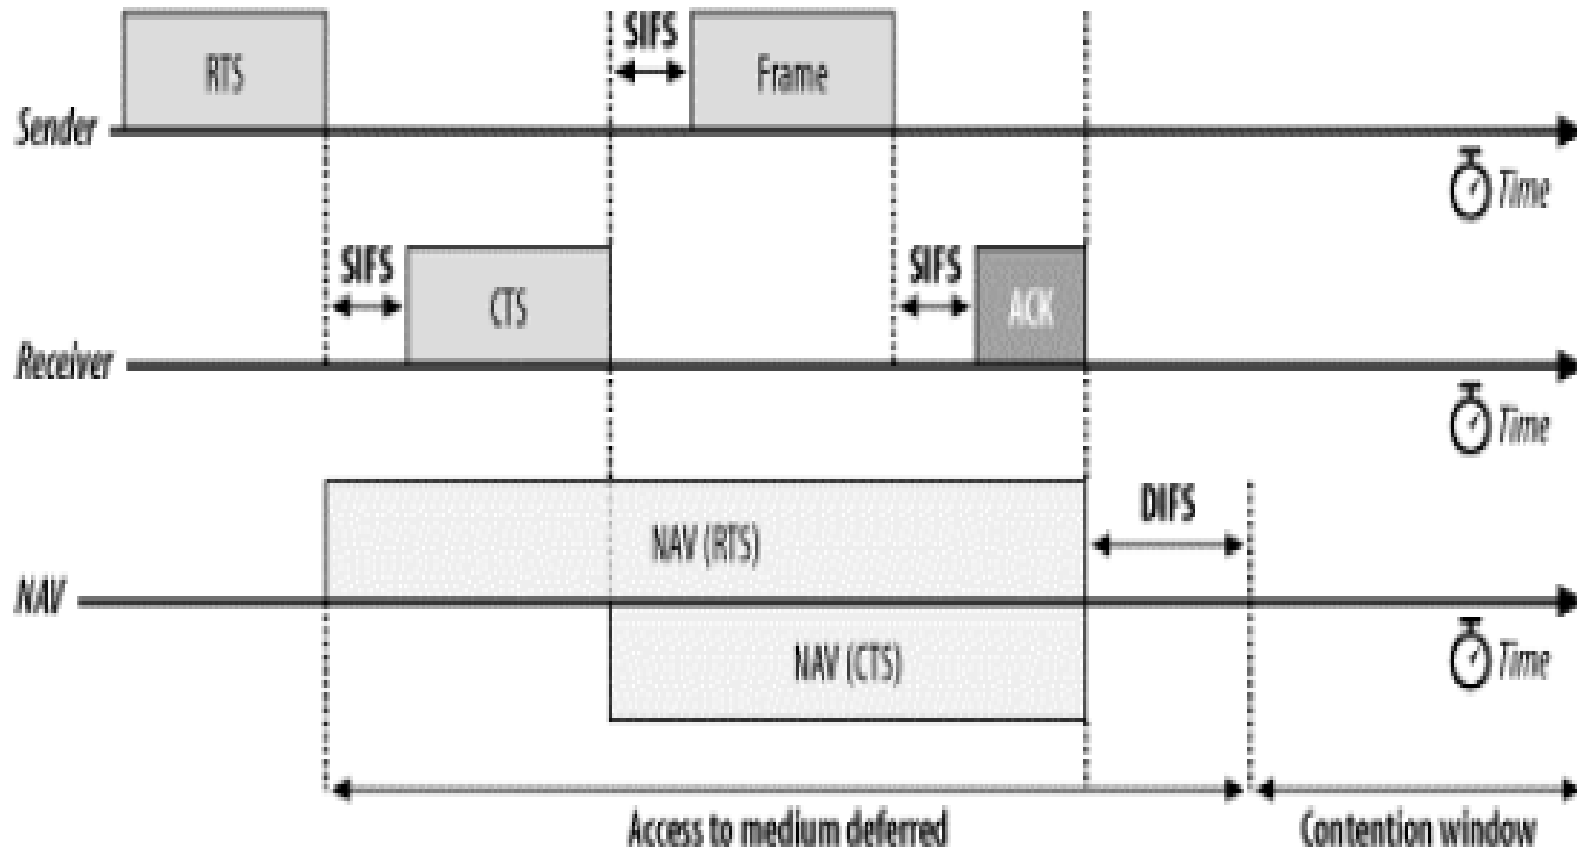 SIFS
RTS
Frame
Sender
Time
SIFS
SIFS
CTS
ACK
Receiver
Time
DIFS
NAV (RTS)
NAV
NAV (CTS)
Time
Access to medium deferred
Contention window